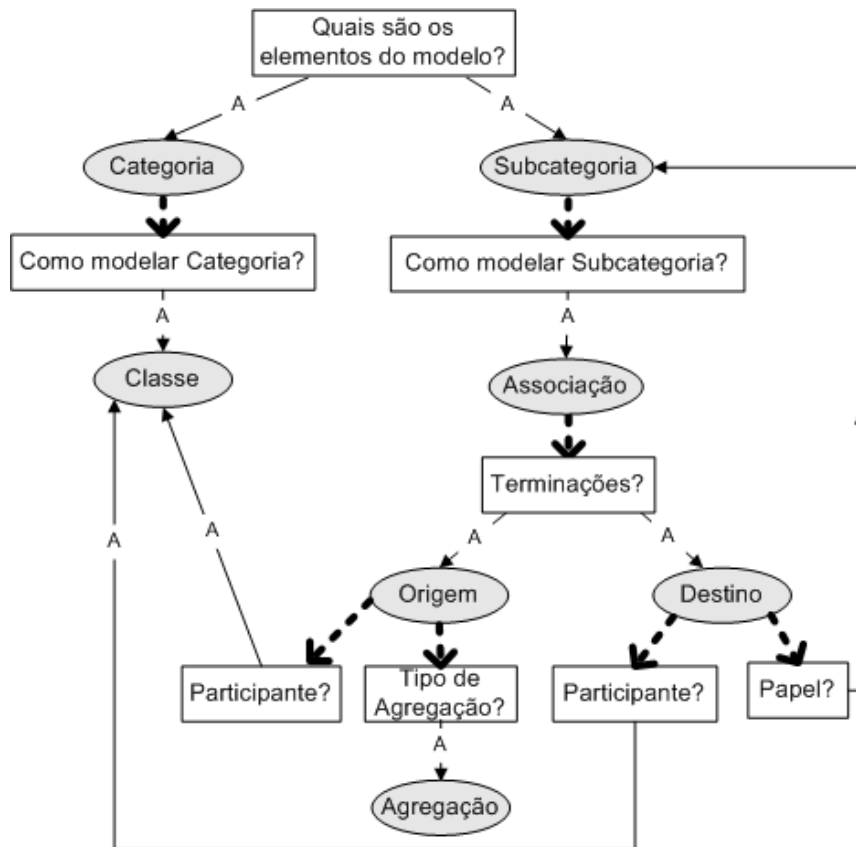 Quais são os
elementos do modelo?
A
A
Categoria
Subcategoria
Como modelar Categoria?
Como modelar Subcategoria?
A
A
Classe
Associação
Terminações?
A
A
A
A
Origem
Destino
Participante?
Tipo de
Agregação?
Participante?
Papel?
A
Agregação